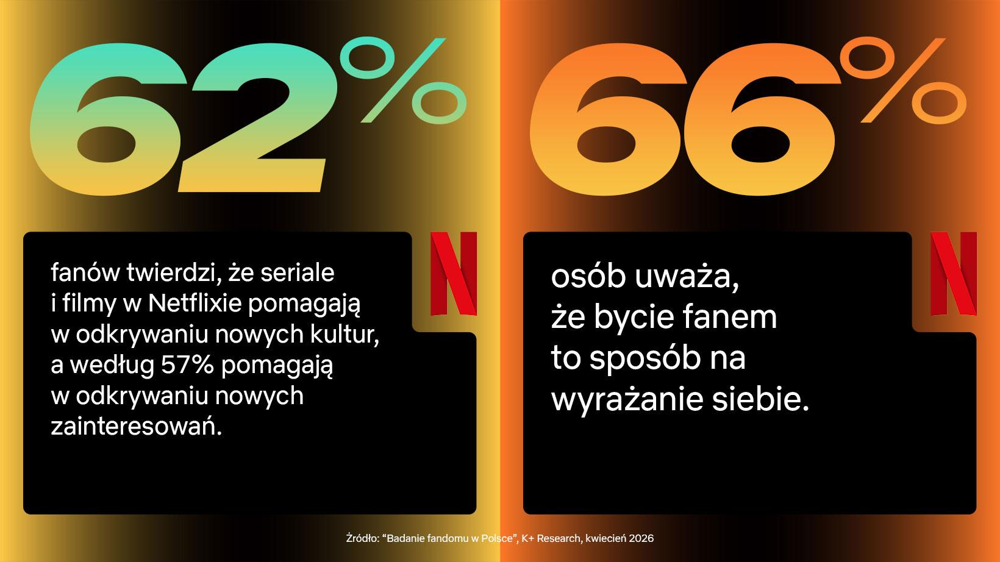 62%
fanów twierdzi, że seriale
i filmy w Netflixie pomagają
w odkrywaniu nowych kultur,
a według 57% pomagają
w odkrywaniu nowych
zainteresowań.
N
66%
osób uważa,
że bycie fanem
to sposób na
wyrażanie siebie.
N
Źródło: “Badanie fandomu w Polsce”, K+ Research, kwiecień 2026